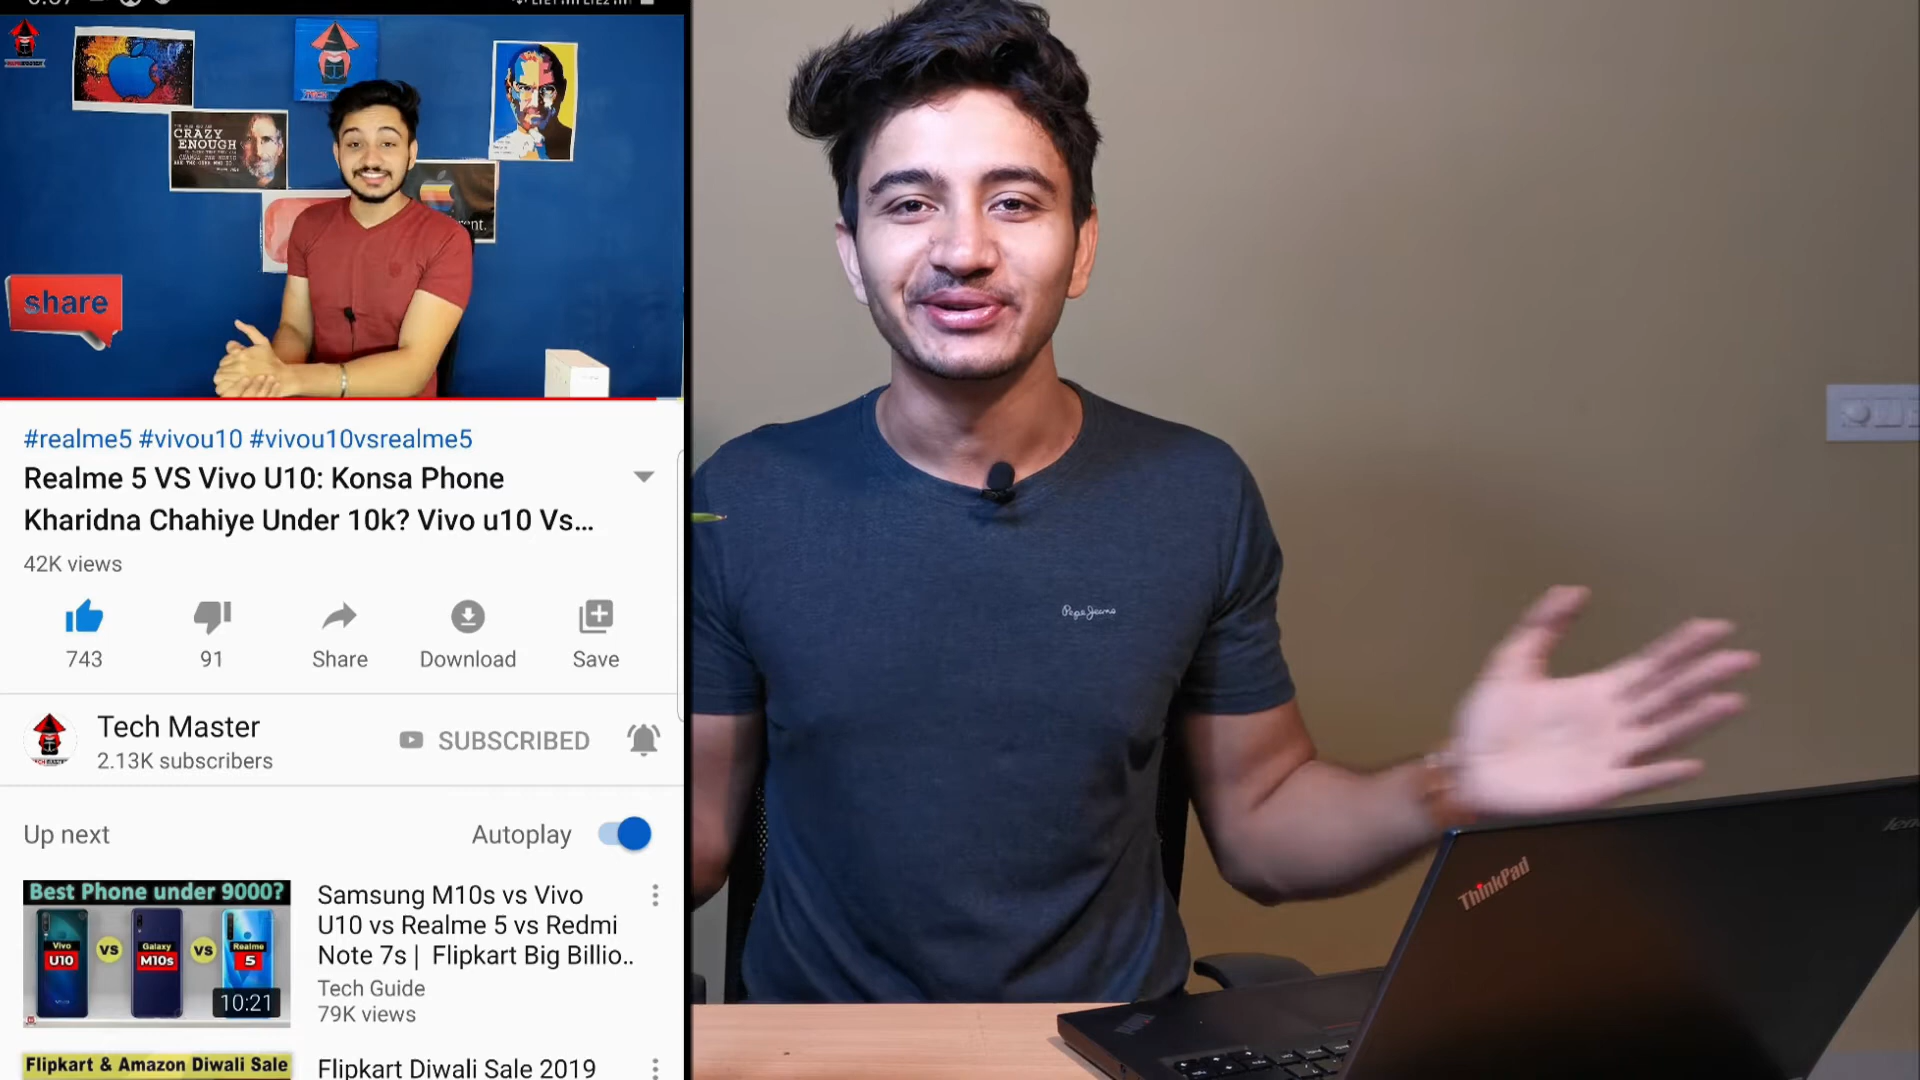 CRAZY
ENOUGH
share
#realme5 #vivou10 #vivou10vsrealme5
Realme 5 VS Vivo U10: Konsa Phone
Kharidna Chahiye Under 10k? Vivo u10 Vs...
42K views
743
91
Share
Download
Save
Tech Master
2.13K subscribers
SUBSCRIBED
Up next
Autoplay
Best Phone under 9000?
Vivo
U10
VS
Galaxy
M10s
VS
Realme
5
10:21
Samsung M10s vs Vivo
U10 vs Realme 5 vs Redmi
Note 7s | Flipkart Big Billio..
Tech Guide
79K views
Flipkart & Amazon Diwali Sale
Flipkart Diwali Sale 2019
Pepe Jeans
ThinkPad